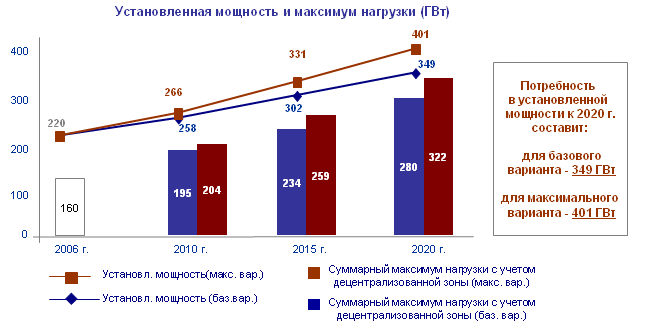 Установленная мощность и максимум нагрузки (ГВт)
400
300
200
100
0
220
266
331
401
258
302
349
160
195
204
234
259
280
322
2006 г.
2010 г.
2015 г.
2020 г.
Потребность
в установленной
мощности к 2020 г.
составит:
для базового
варианта - 349 ГВт
для максимального
варианта - 401 ГВт
Установл. мощность(макс. вар.)
Установл. мощность (баз.вар.)
Суммарный максимум нагрузки с учетом
децентрализованной зоны (макс. вар.)
Суммарный максимум нагрузки с учетом
децентрализованной зоны (баз. вар.)